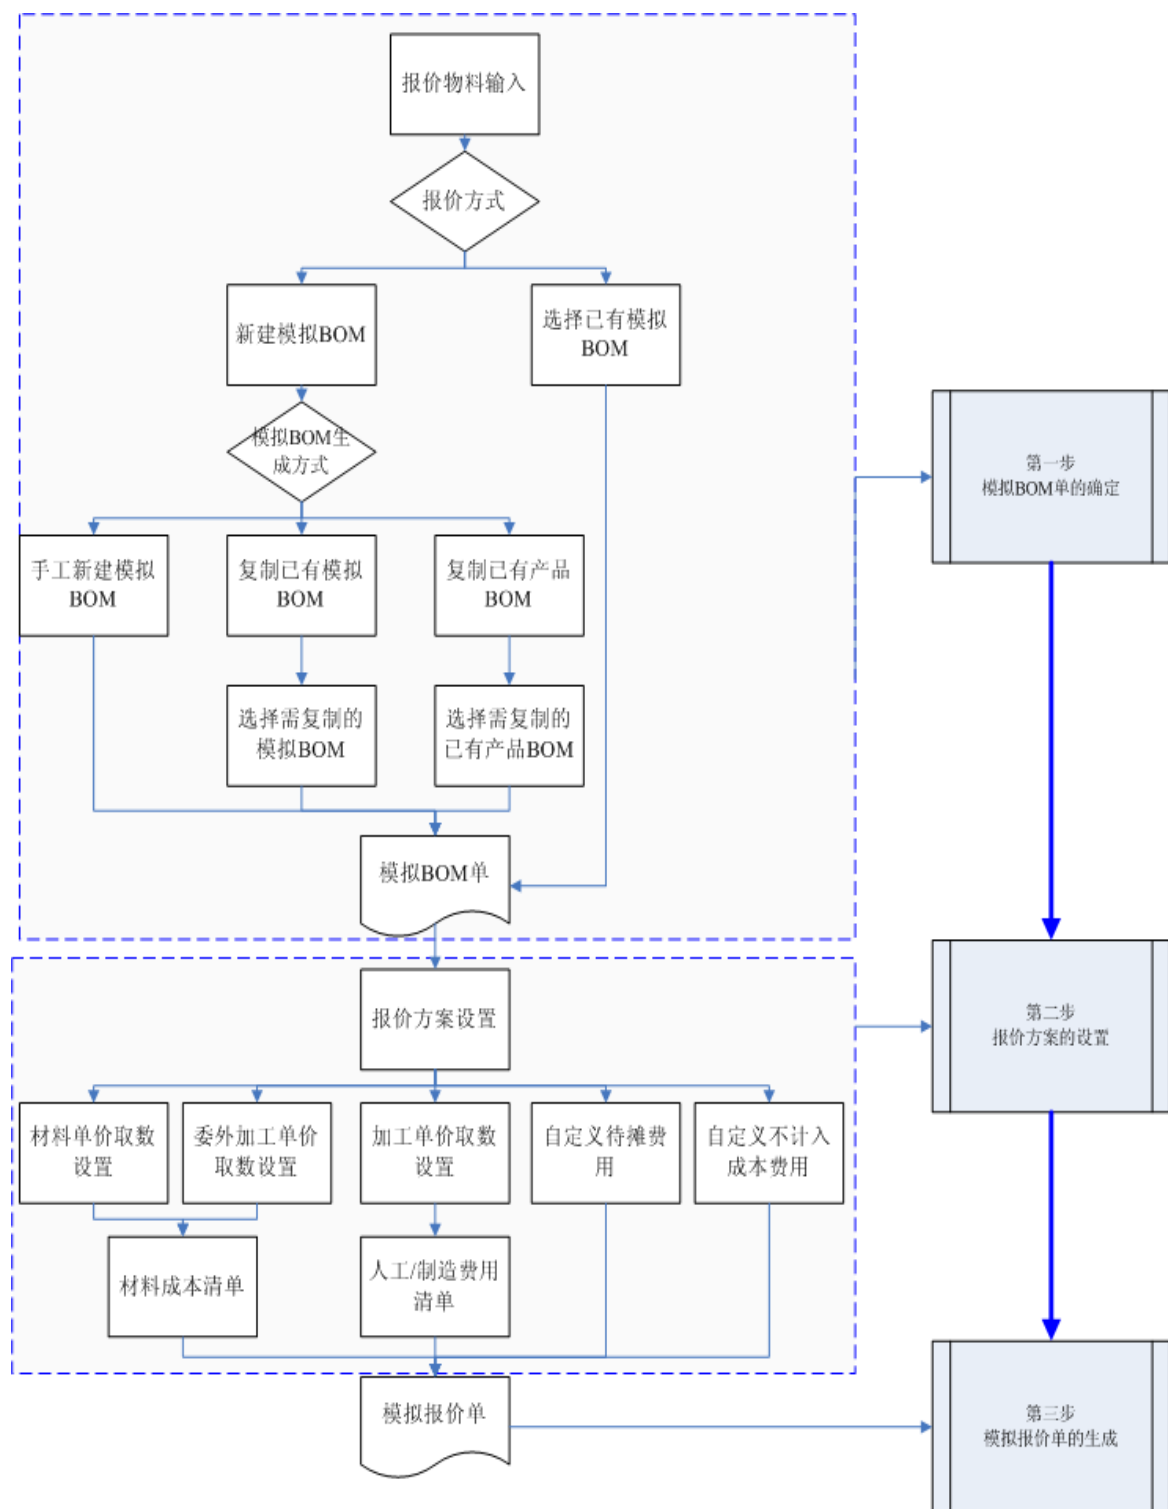 报价物料输入
报价方式
新建模拟BOM
选择已有模拟
BOM
模拟BOM生
成方式
手工新建模拟
BOM
复制已有模拟
BOM
复制已有产品
BOM
选择需复制的
模拟BOM
选择需复制的
已有产品BOM
模拟BOM单
第一步
模拟BOM单的确定
报价方案设置
材料单价取数
设置
委外加工单价
取数设置
加工单价取数
设置
自定义待摊费
用
自定义不计入
成本费用
材料成本清单
人工/制造费用
清单
第二步
报价方案的设置
模拟报价单
第三步
模拟报价单的生成